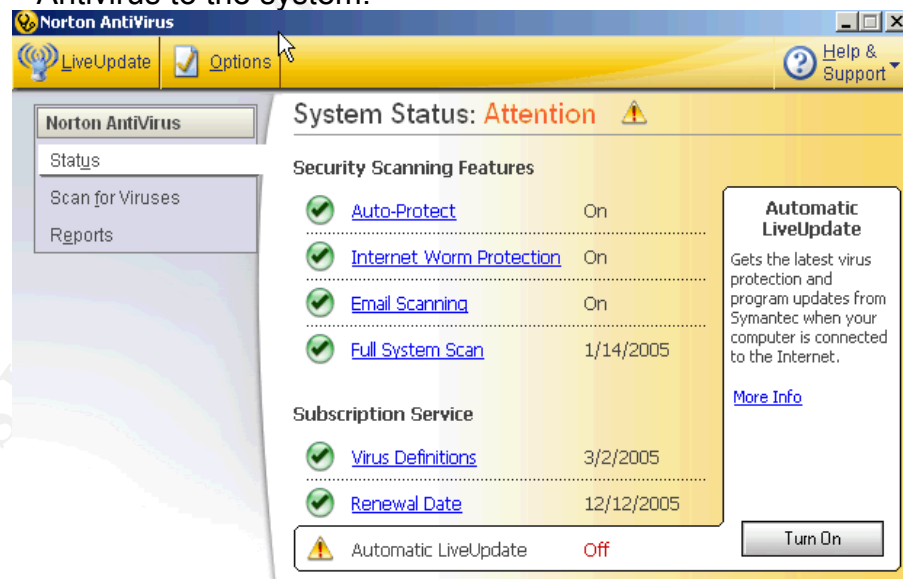 AntiVirus to the system.
Norton AntiVirus
LiveUpdate Options Help & Support
Norton AntiVirus
Status
Scan for Viruses
Reports
System Status: Attention
Security Scanning Features
Auto-Protect On
Internet Worm Protection On
Email Scanning On
Full System Scan 1/14/2005
Subscription Service
Virus Definitions 3/2/2005
Renewal Date 12/12/2005
Automatic LiveUpdate Off
Automatic
LiveUpdate
Gets the latest virus
protection and
program updates from
Symantec when your
computer is connected
to the Internet.
More Info
Turn On